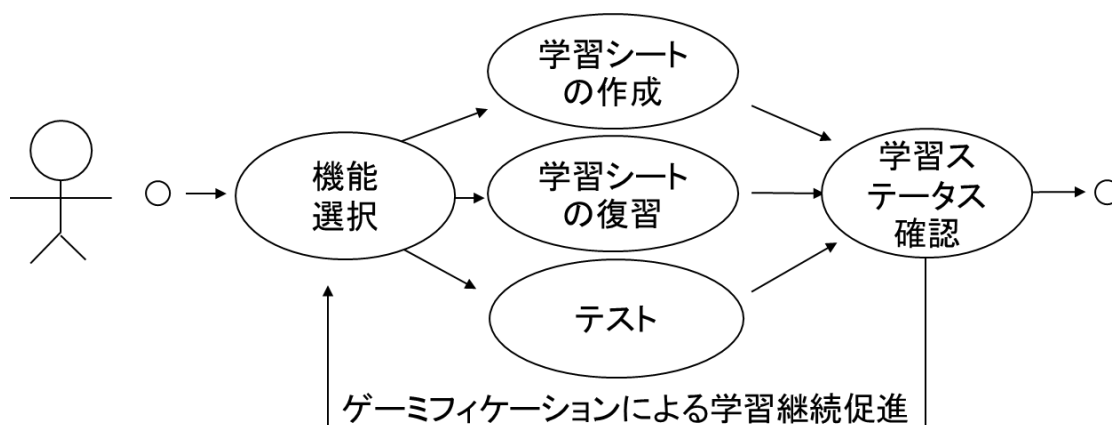 学習シート
の作成
機能
選択
学習シート
の復習
テスト
学習ス
テータス
確認
ゲーミフィケーションによる学習継続促進